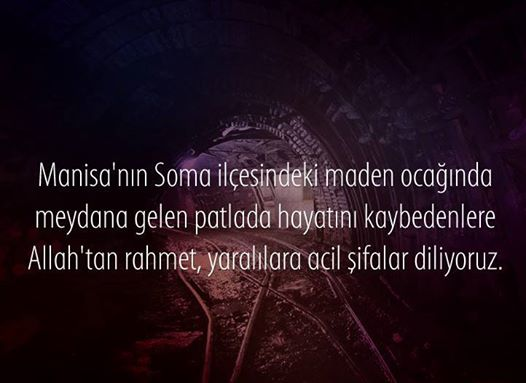 Manisa'nın Soma ilçesindeki maden ocağında
meydana gelen patlada hayatını kaybedenlere
Allah'tan rahmet, yaralılara acil şifalar diliyoruz.